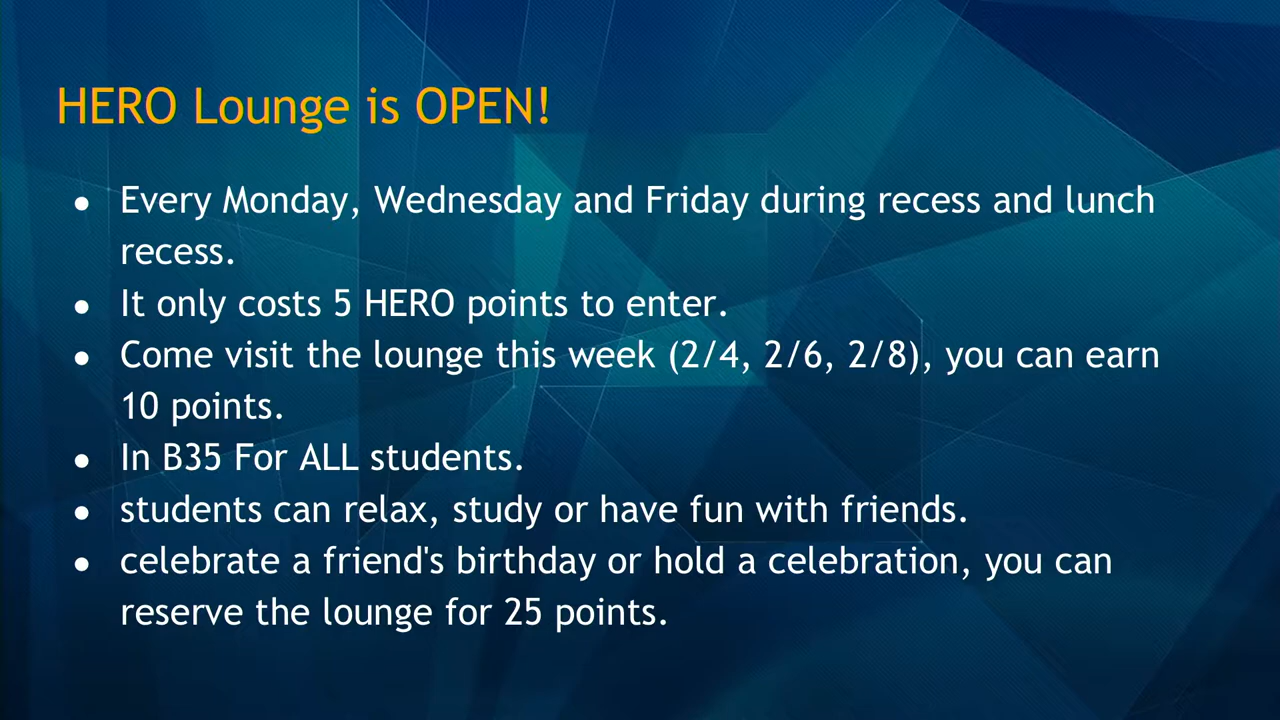 HERO Lounge is OPEN!
● Every Monday, Wednesday and Friday during recess and lunch
recess.
● It only costs 5 HERO points to enter.
● Come visit the lounge this week (2/4, 2/6, 2/8), you can earn
10 points.
● In B35 For ALL students.
● students can relax, study or have fun with friends.
● celebrate a friend's birthday or hold a celebration, you can
reserve the lounge for 25 points.